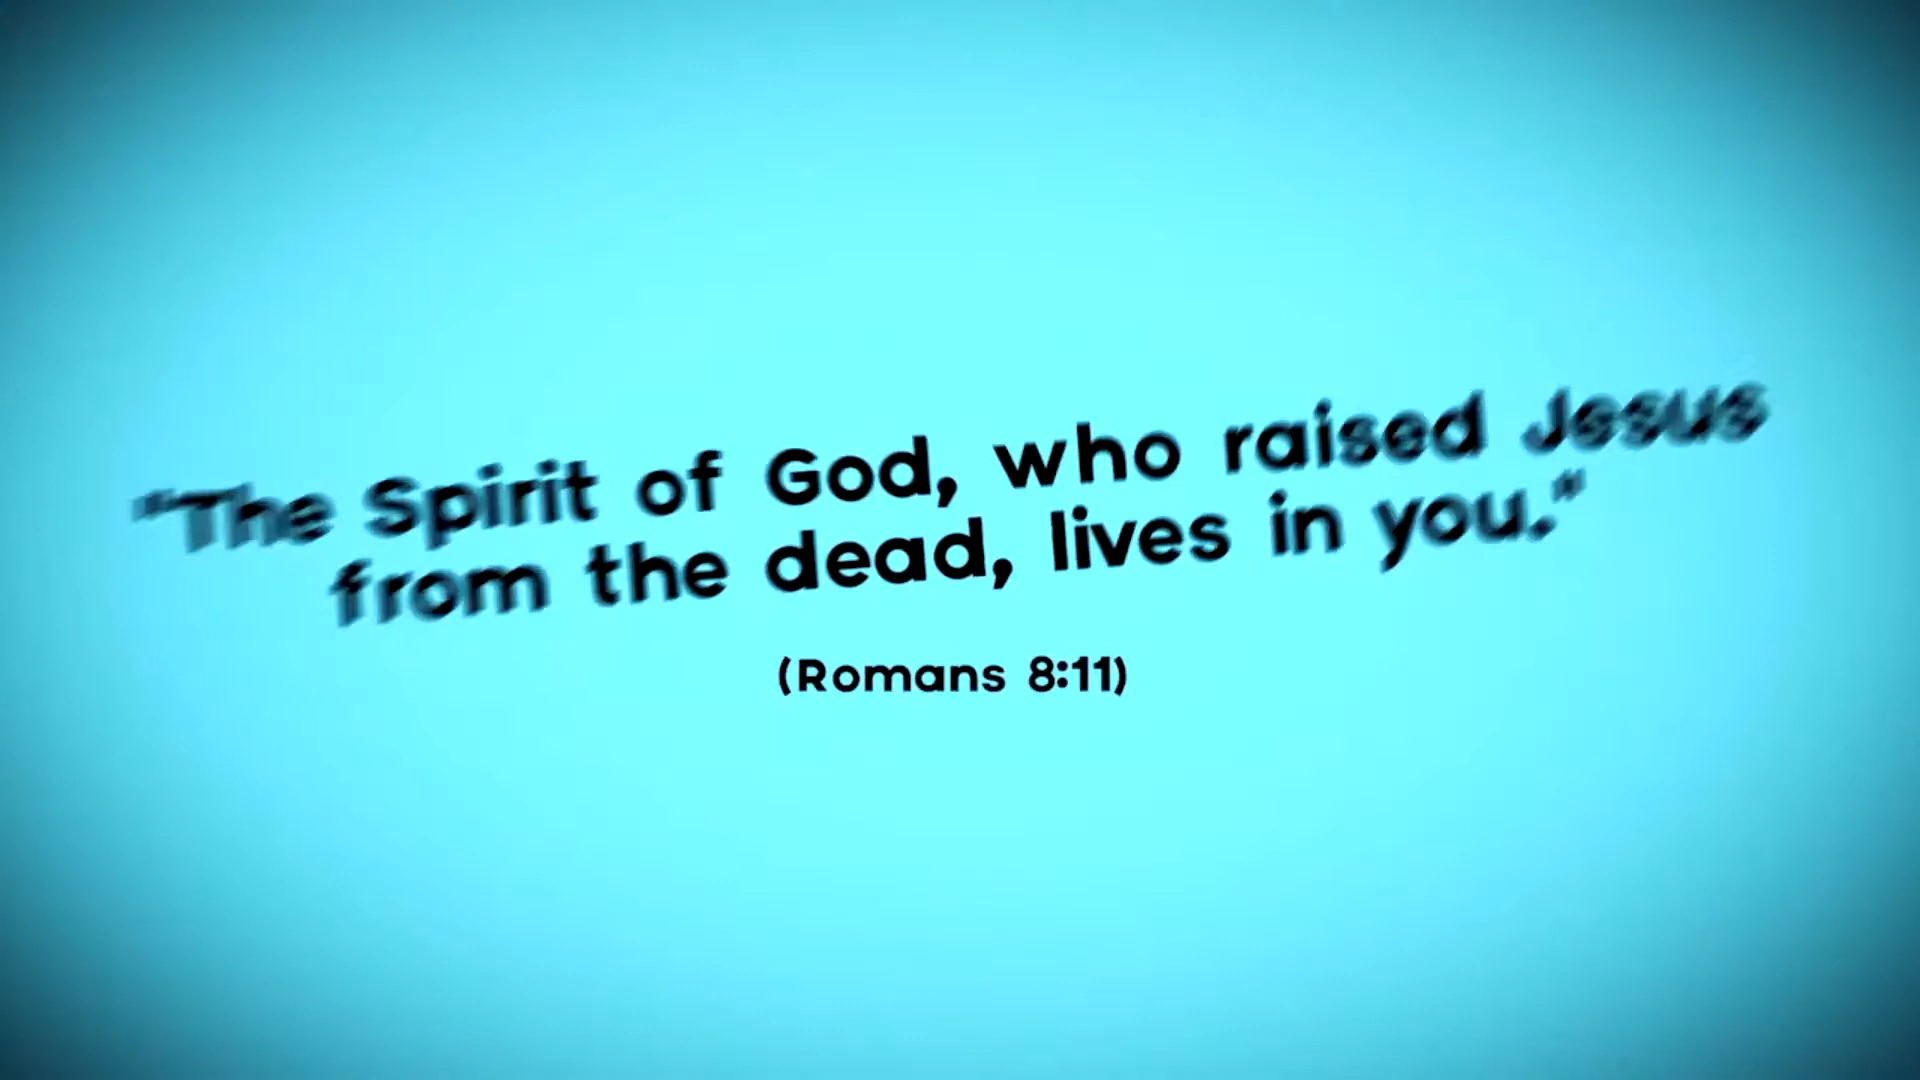 "The Spirit of God, who raised Jesus
from the dead, lives in you."
(Romans 8:11)